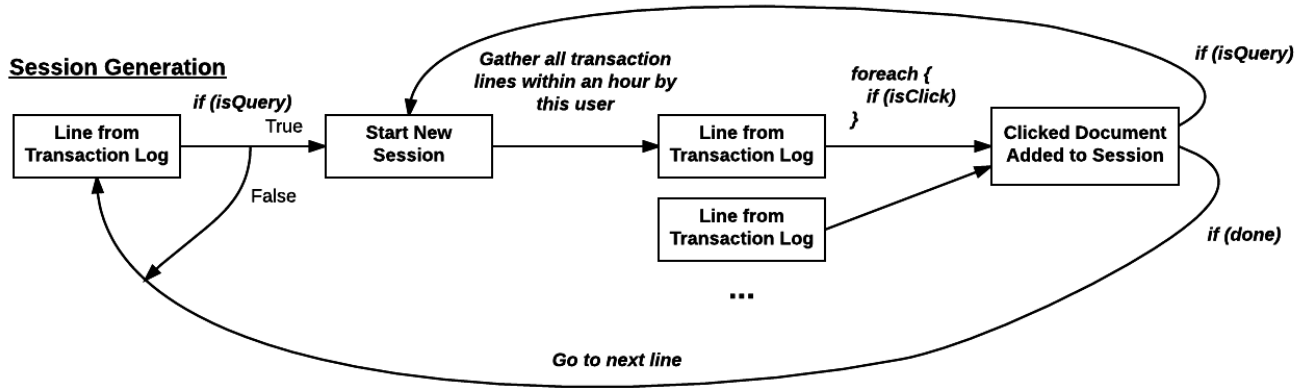 Session Generation
if (isQuery)
True
False
Line from
Transaction Log
Start New
Session
Gather all transaction
lines within an hour by
this user
Line from
Transaction Log
Line from
Transaction Log
...
foreach {
if (isClick)
}
Clicked Document
Added to Session
if (isQuery)
if (done)
Go to next line